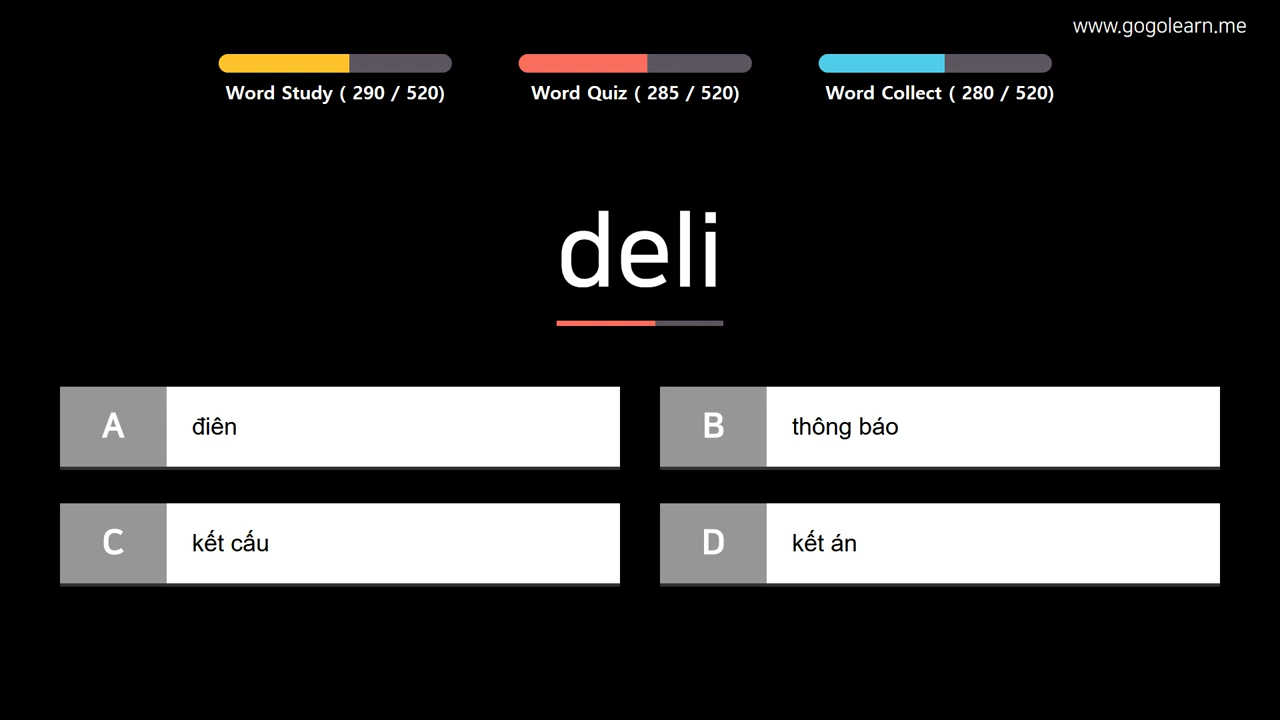 www.gogolearn.me
Word Study ( 290 / 520)
Word Quiz ( 285 / 520)
Word Collect ( 280 / 520)
deli
A
điên
B
thông báo
C
kết cấu
D
kết án